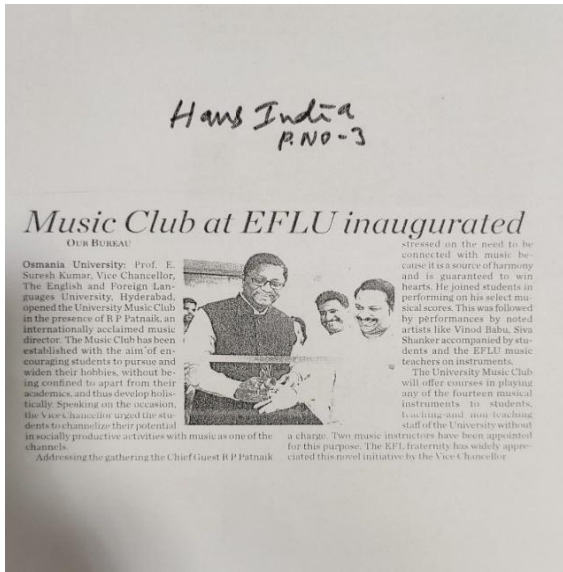 Hans India
P.NO-3
Music Club at EFLU inaugurated
OUR BUREAU
Osmania University: Prof. E.
Suresh Kumar, Vice Chancellor,
The English and Foreign Lan-
guages University, Hyderabad,
opened the University Music Club
in the presence of R P Patnaik, an
internationally acclaimed music
director. The Music Club has been
established with the aim of en-
couraging students to pursue and
widen their hobbies, without be-
ing confined to apart from their
academics, and thus develop holis-
tically. Speaking on the occasion,
the Vice Chancellor urged the stu-
dents to channelize their potential
in socially productive activities with music as one of the
channels.
Addressing the gathering the Chief Guest R P Patnaik
stressed on the need to be
connected with music be-
cause it is a source of harmony
and is guaranteed to win
hearts. He joined students in
performing on his select mu-
sical scores. This was followed
by performances by noted
artists like Vinod Babu, Siva
Shanker accompanied by stu-
dents and the EFLU music
teachers on instruments.
The University Music Club
will offer courses in playing
any of the fourteen musical
instruments to students,
teaching and non teaching
staff of the University without
a charge. Two music instructors have been appointed
for this purpose. The EFL fraternity has widely appre-
ciated this novel initiative by the Vice Chancellor